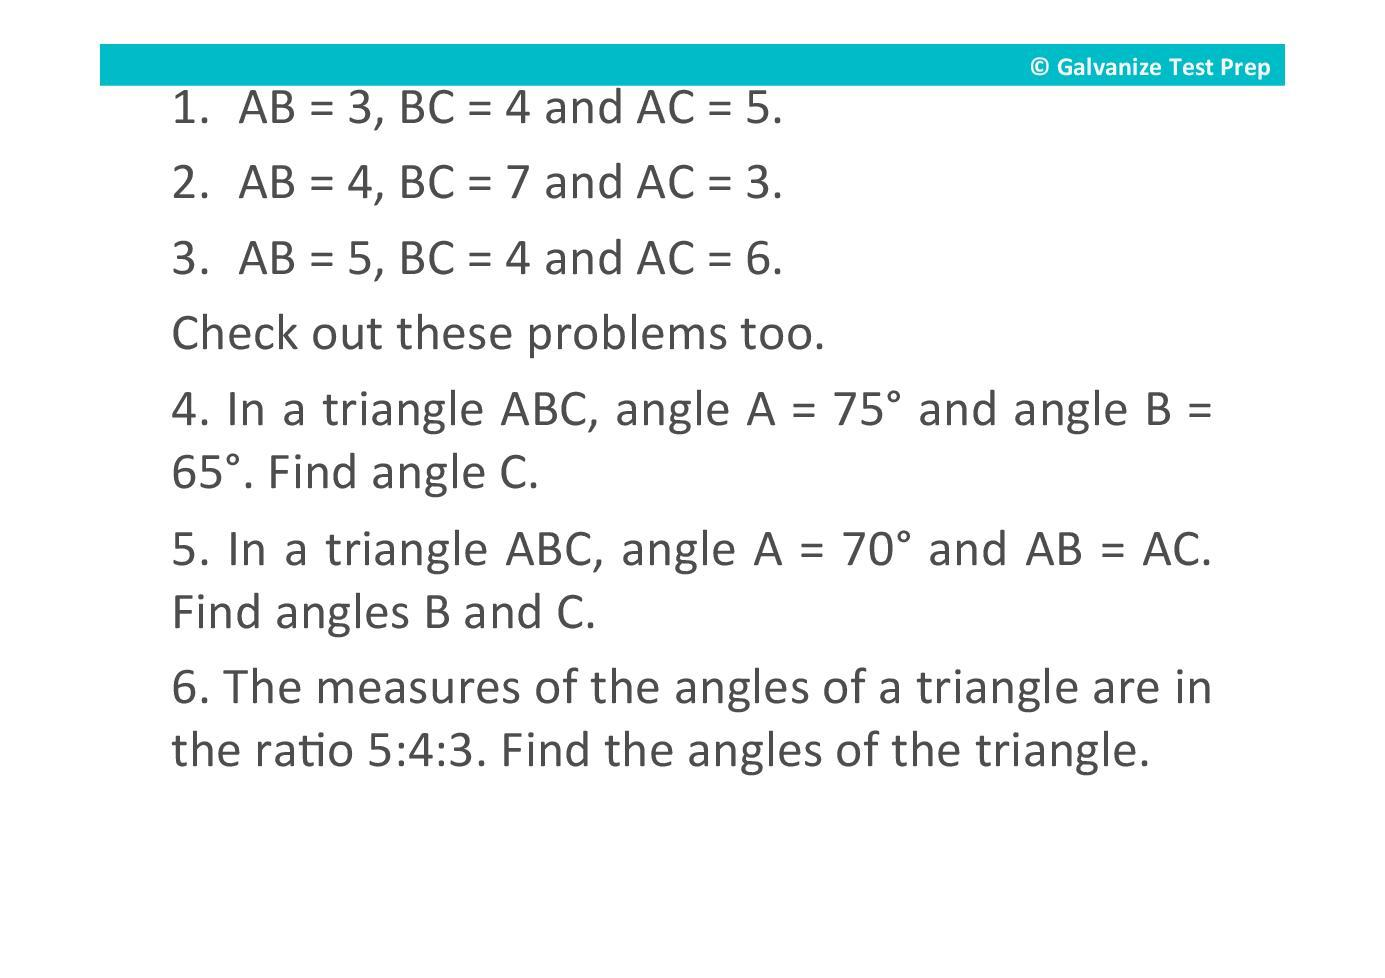 © Galvanize Test Prep
1. AB = 3, BC = 4 and AC = 5.
2. AB = 4, BC = 7 and AC = 3.
3. AB = 5, BC = 4 and AC = 6.
Check out these problems too.
4. In a triangle ABC, angle A = 75° and angle B =
65°. Find angle C.
5. In a triangle ABC, angle A = 70° and AB = AC.
Find angles B and C.
6. The measures of the angles of a triangle are in
the ratio 5:4:3. Find the angles of the triangle.